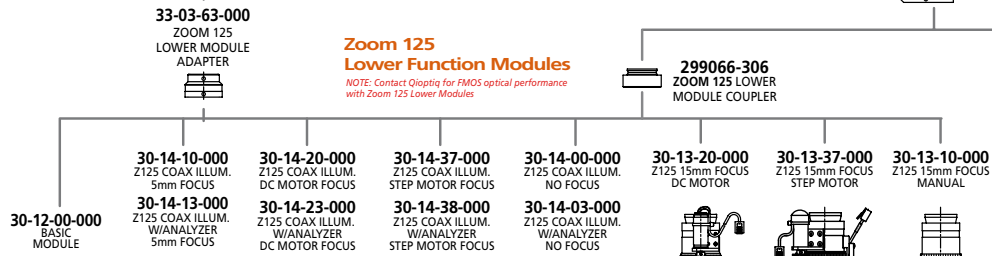 33-03-63-000
ZOOM 125
LOWER MODULE
ADAPTER
Zoom 125
Lower Function Modules
NOTE: Contact Qioptiq for FMOS optical performance
with Zoom 125 Lower Modules
299066-306
ZOOM 125 LOWER
MODULE COUPLER
30-12-00-000
BASIC
MODULE
30-14-10-000
Z125 COAX ILLUM.
5mm FOCUS
30-14-13-000
Z125 COAX ILLUM.
W/ANALYZER
5mm FOCUS
30-14-20-000
Z125 COAX ILLUM.
DC MOTOR FOCUS
30-14-23-000
Z125 COAX ILLUM.
W/ANALYZER
DC MOTOR FOCUS
30-14-37-000
Z125 COAX ILLUM.
STEP MOTOR FOCUS
30-14-38-000
Z125 COAX ILLUM.
W/ANALYZER
STEP MOTOR FOCUS
30-14-00-000
Z125 COAX ILLUM.
NO FOCUS
30-14-03-000
Z125 COAX ILLUM.
W/ANALYZER
NO FOCUS
30-13-20-000
Z125 15mm FOCUS
DC MOTOR
30-13-37-000
Z125 15mm FOCUS
STEP MOTOR
30-13-10-000
Z125 15mm FOCUS
MANUAL